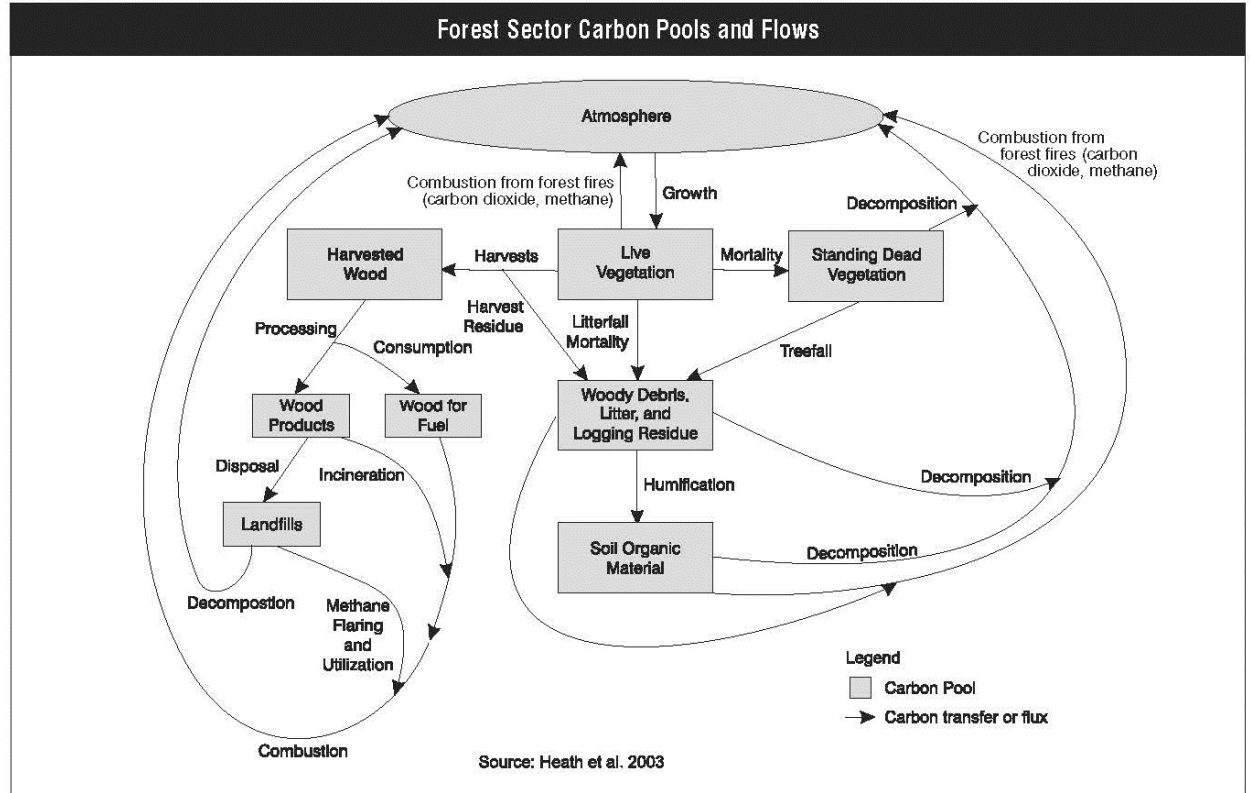 Forest Sector Carbon Pools and Flows
Atmosphere
Combustion from
forest fires (carbon
dioxide, methane)
Combustion from forest fires
(carbon dioxide, methane)
Growth
Decomposition
Harvested
Wood
Harvests
Live
Vegetation
Mortality
Standing Dead
Vegetation
Harvest
Residue
Litterfall
Mortality
Processing
Consumption
Treefall
Wood
Products
Wood for
Fuel
Woody Debris,
Litter, and
Logging Residue
Disposal
Incineration
Decomposition
Humification
Landfills
Soil Organic
Material
Decomposition
Decompostion
Methane
Flaring
and
Utilization
Legend
Carbon Pool
Carbon transfer or flux
Combustion
Source: Heath et al. 2003